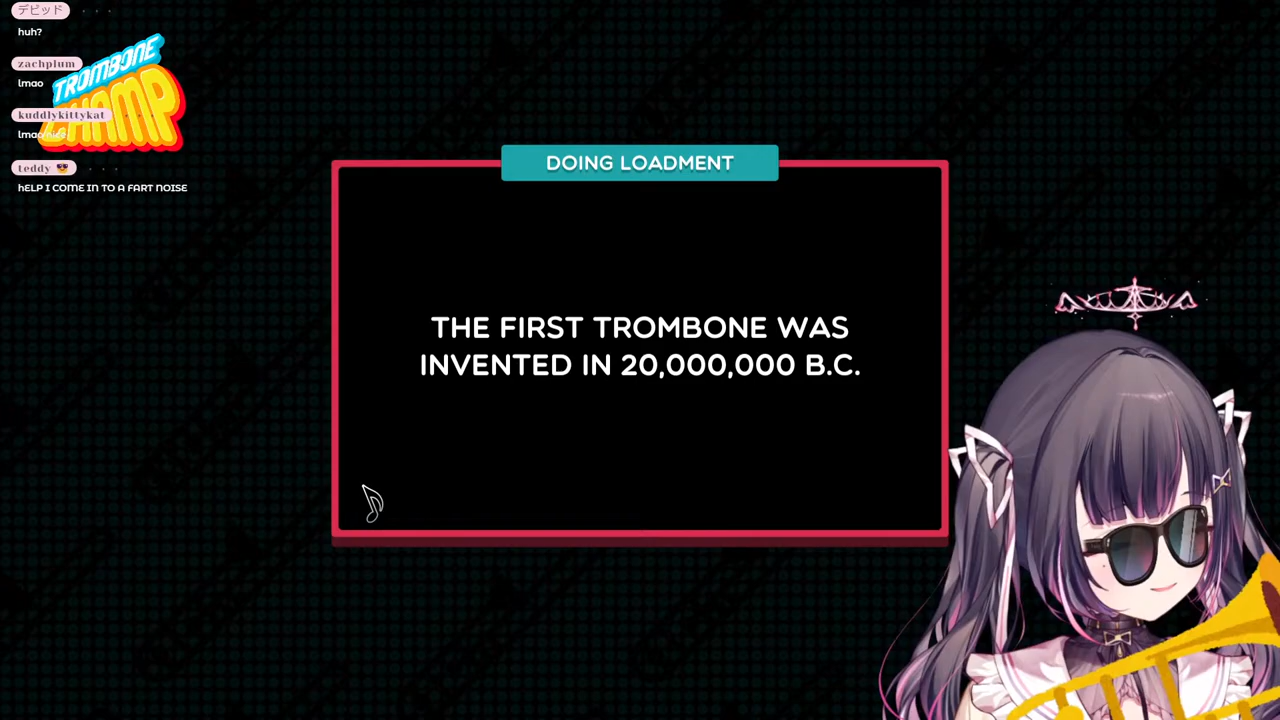 デビッド
huh?
zachpium
lmao
TROMBONE
CHAMP
kuddlykittykat
teddy 😎
hELP I COME IN TO A FART NOISE
DOING LOADMENT
THE FIRST TROMBONE WAS
INVENTED IN 20,000,000 B.C.